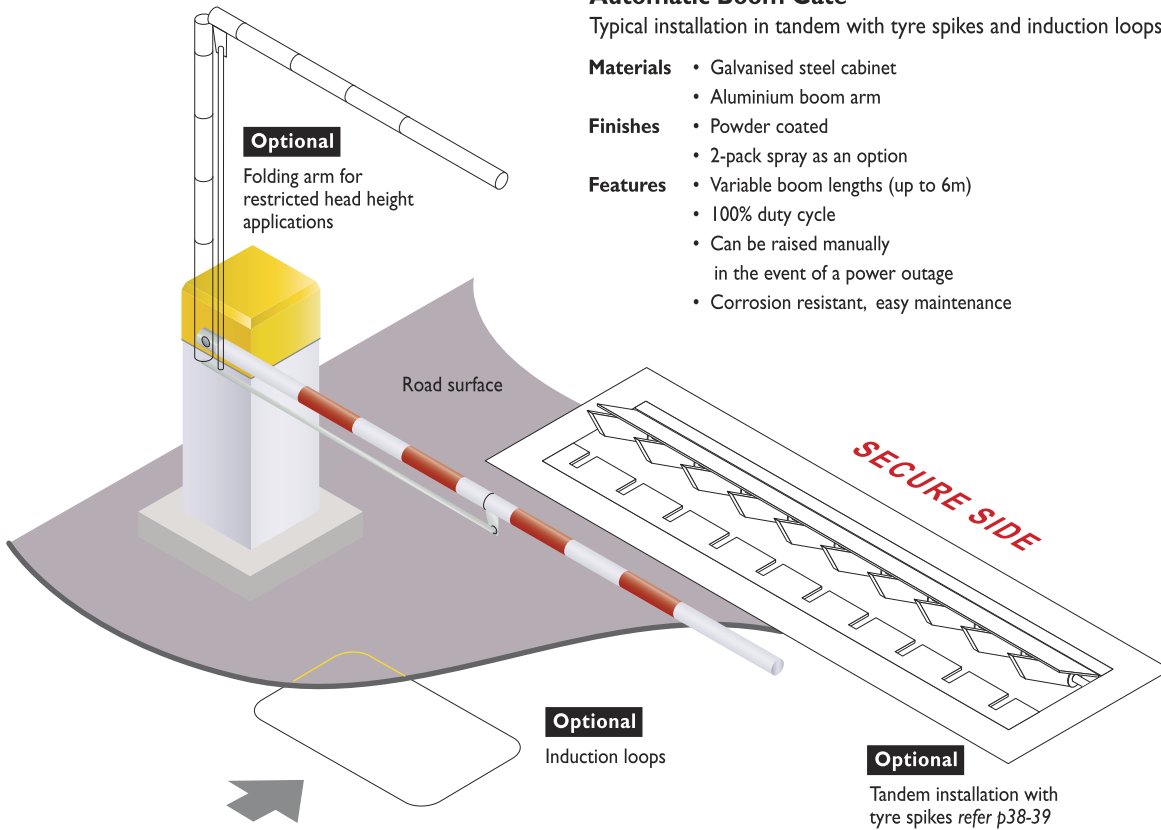 Automatic Boom Gate
Typical installation in tandem with tyre spikes and induction loops
Materials • Galvanised steel cabinet
• Aluminium boom arm
Finishes • Powder coated
• 2-pack spray as an option
Features • Variable boom lengths (up to 6m)
• 100% duty cycle
• Can be raised manually
in the event of a power outage
• Corrosion resistant, easy maintenance
Optional
Folding arm for
restricted head height
applications
Road surface
SECURE SIDE
Optional
Induction loops
Optional
Tandem installation with
tyre spikes refer p38-39